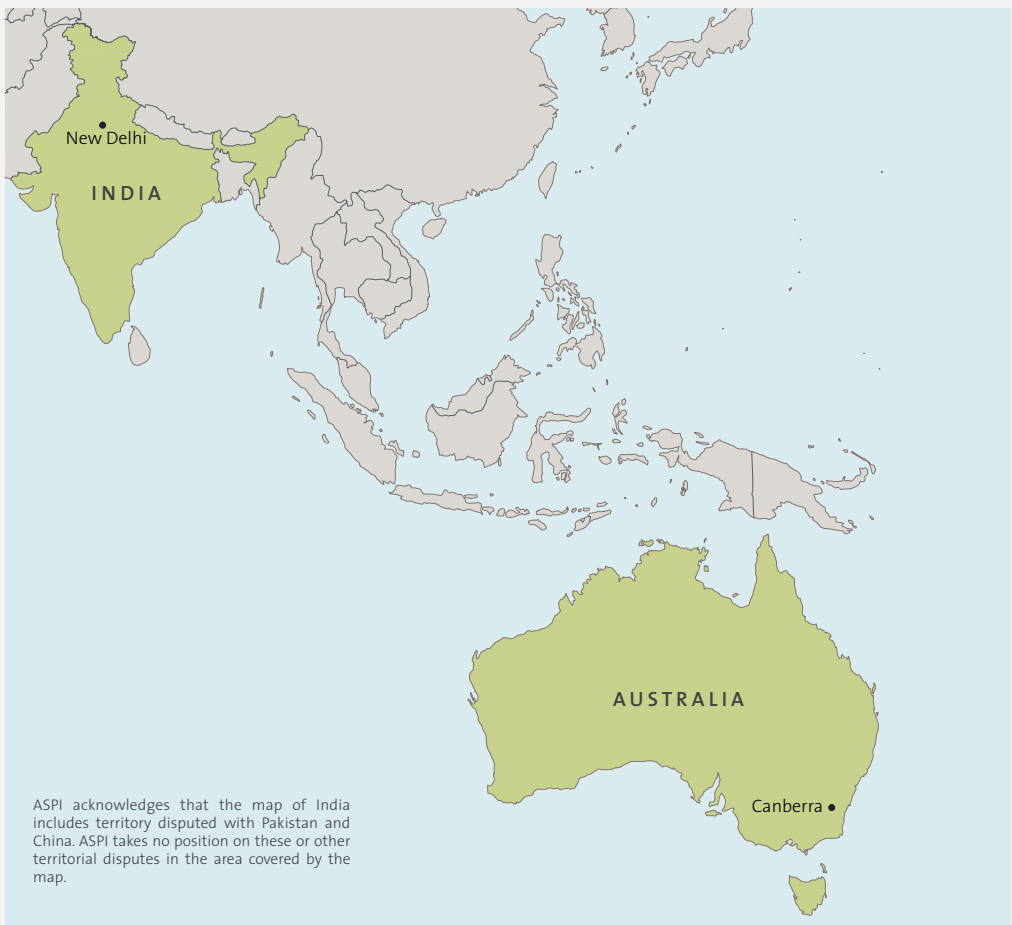 New Delhi
INDIA
AUSTRALIA
Canberra
ASPI acknowledges that the map of India
includes territory disputed with Pakistan and
China. ASPI takes no position on these or other
territorial disputes in the area covered by the
map.